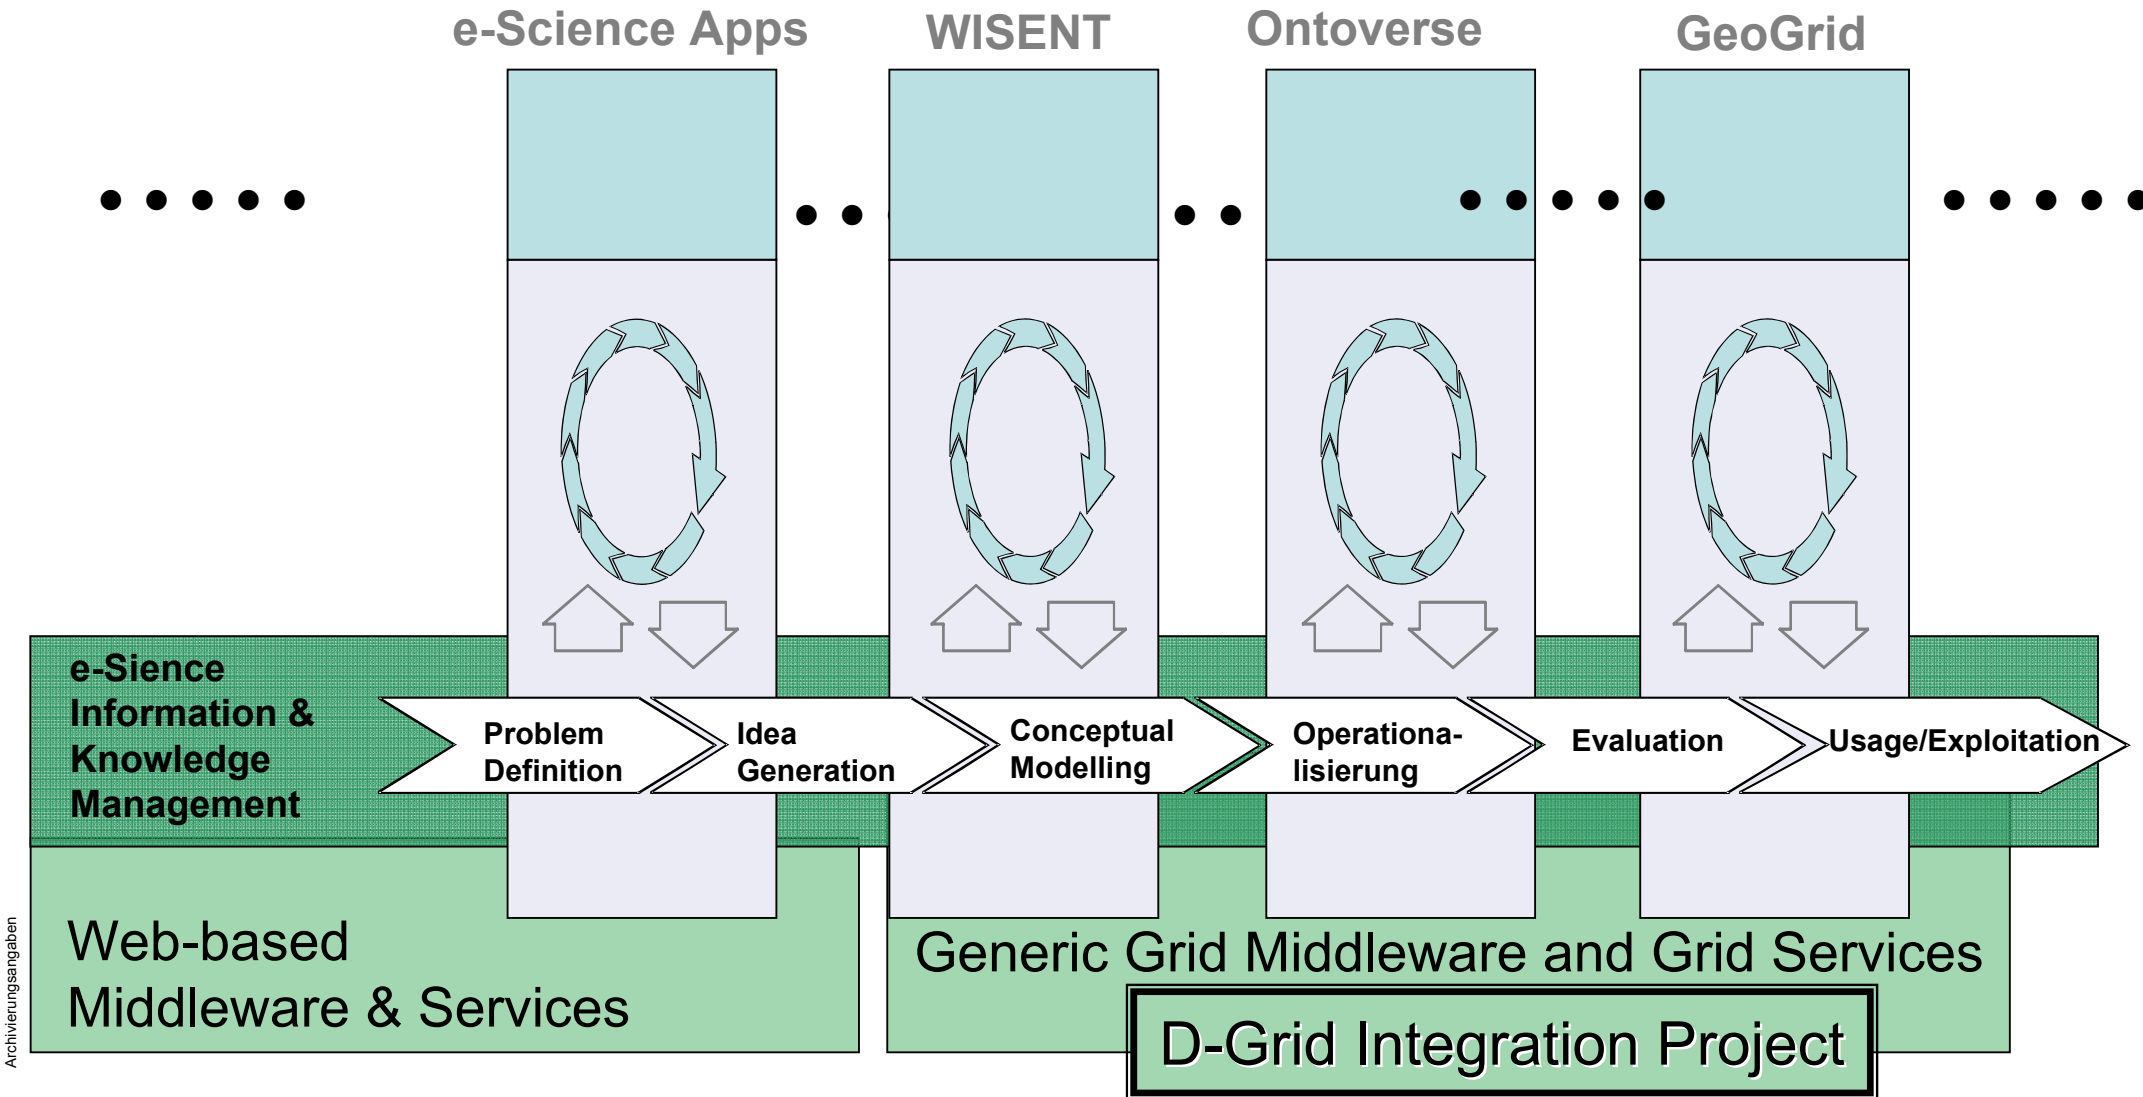 e-Science Apps
WISENT
Ontoverse
GeoGrid
e-Sience
Information &
Knowledge
Management
Problem
Definition
Idea
Generation
Conceptual
Modelling
Operationa-
lisierung
Evaluation
Usage/Exploitation
Web-based
Middleware & Services
Generic Grid Middleware and Grid Services
D-Grid Integration Project
Archivierungsangaben